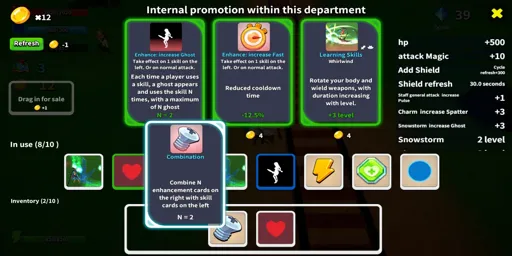 Internal promotion within this department
×12
Refresh
-1
39
Enhance: Increase Ghost
Take effect on 1 skill on the left. Or on normal attack.
Each time a player uses a skill, a ghost appears and uses the skill N times, with a maximum of N ghost
N = 2
Enhance: Increase Fast
Take effect on 1 skill on the left. Or on normal attack.
Reduced cooldown time
-12.5%
4
Learning Skills
Whirlwind
Rotate your body and wield weapons, with duration increasing with level.
+3 level
4
hp +500
attack Magic +10
Add Shield Cycle refresh+300
Shield refresh 30.0 seconds
Staff general attack increase Pulse +1
Charm increase Spatter +3
Snowstorm increase Ghost +3
Snowstorm 2 level
Drag in for sale
+1
In use (8/10 )
Combination
Combine N enhancement cards on the right with skill cards on the left
N = 2
Inventory (2/10 )